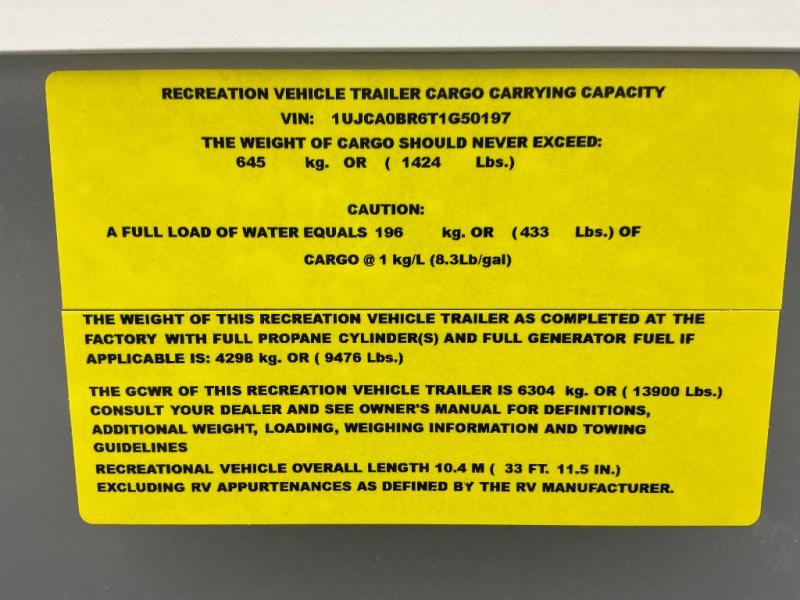 RECREATION VEHICLE TRAILER CARGO CARRYING CAPACITY
VIN: 1UJCA0BR6T1G50197
THE WEIGHT OF CARGO SHOULD NEVER EXCEED:
645 kg. OR ( 1424 Lbs.)
CAUTION:
A FULL LOAD OF WATER EQUALS 196 kg. OR (433 Lbs.) OF
CARGO @ 1 kg/L (8.3Lb/gal)
THE WEIGHT OF THIS RECREATION VEHICLE TRAILER AS COMPLETED AT THE
FACTORY WITH FULL PROPANE CYLINDER(S) AND FULL GENERATOR FUEL IF
APPLICABLE IS: 4298 kg. OR ( 9476 Lbs.)
THE GCWR OF THIS RECREATION VEHICLE TRAILER IS 6304 kg. OR ( 13900 Lbs.)
CONSULT YOUR DEALER AND SEE OWNER'S MANUAL FOR DEFINITIONS,
ADDITIONAL WEIGHT, LOADING, WEIGHING INFORMATION AND TOWING
GUIDELINES
RECREATIONAL VEHICLE OVERALL LENGTH 10.4 M ( 33 FT. 11.5 IN.)
EXCLUDING RV APPURTENANCES AS DEFINED BY THE RV MANUFACTURER.